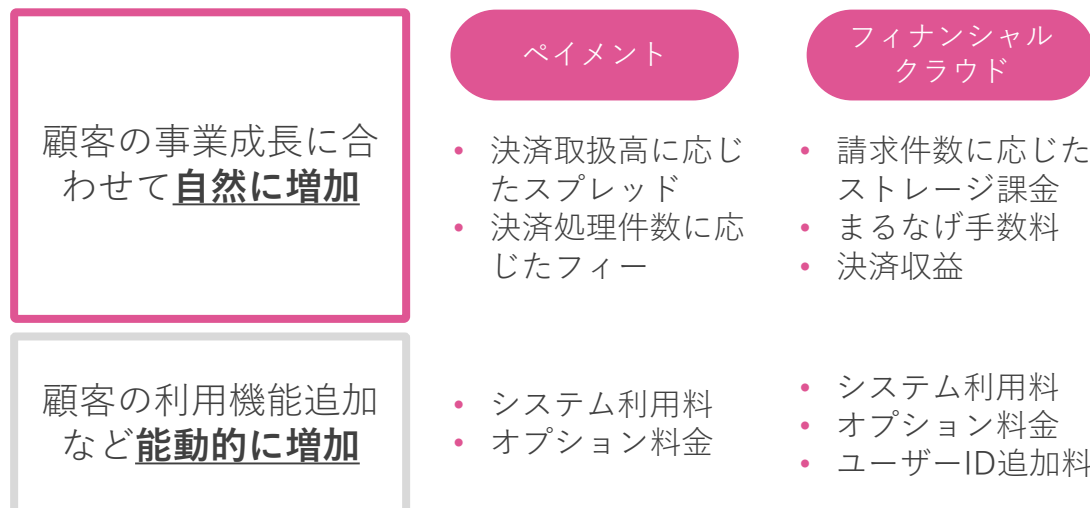 ペイメント
フィナンシャル
クラウド
顧客の事業成長に合
わせて自然に増加
• 決済取扱高に応じ
たスプレッド
• 決済処理件数に応
じたフィー
• 請求件数に応じた
ストレージ課金
• まるなげ手数料
• 決済収益
顧客の利用機能追加
など能動的に増加
• システム利用料
• オプション料金
• システム利用料
• オプション料金
• ユーザーID追加料